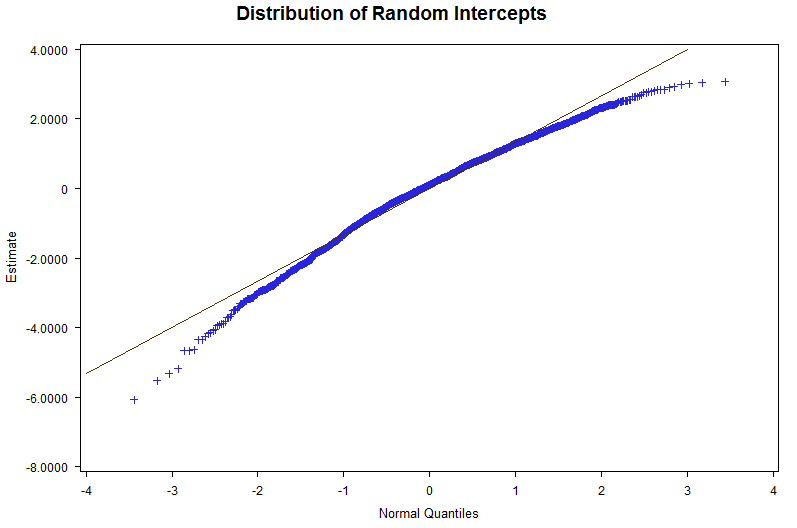 Distribution of Random Intercepts
4.0000
2.0000
0
-2.0000
-4.0000
-6.0000
-8.0000
Estimate
-4 -3 -2 -1 0 1 2 3 4
Normal Quantiles